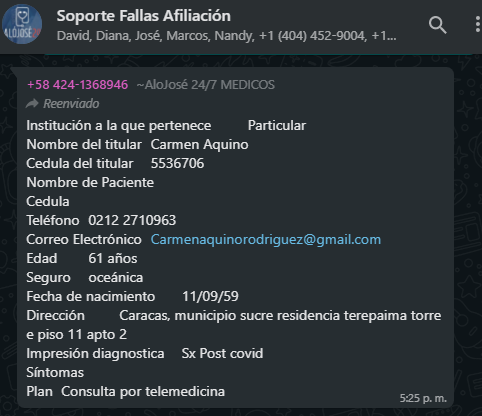 ALÓJOSÉ
Soporte Fallas Afiliación
David, Diana, José, Marcos, Nandy, +1 (404) 452-9004, +1...
+58 424-1368946 ~AloJosé 24/7 MEDICOS
Reenviado
Institución a la que pertenece Particular
Nombre del titular Carmen Aquino
Cedula del titular 5536706
Nombre de Paciente
Cedula
Teléfono 0212 2710963
Correo Electrónico Carmenaquinorodriguez@gmail.com
Edad 61 años
Seguro oceánica
Fecha de nacimiento 11/09/59
Dirección Caracas, municipio sucre residencia terepaima torre
e piso 11 apto 2
Impresión diagnostica Sx Post covid
Síntomas
Plan Consulta por telemedicina
5:25 p. m.